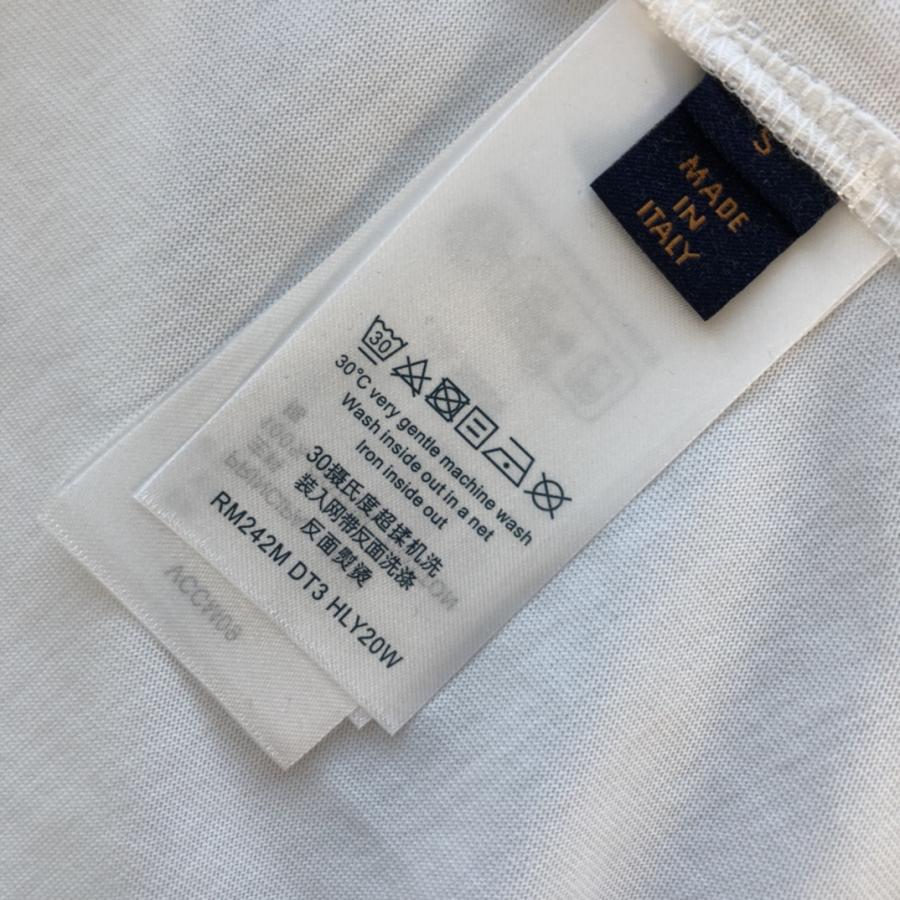 S
MADE
IN
ITALY
30
30°C very gentle machine wash
Wash inside out in a net
Iron inside out
30摄氏度超揉机洗
装入网带反面洗涤
反面熨烫
RM242M DT3 HLY20W